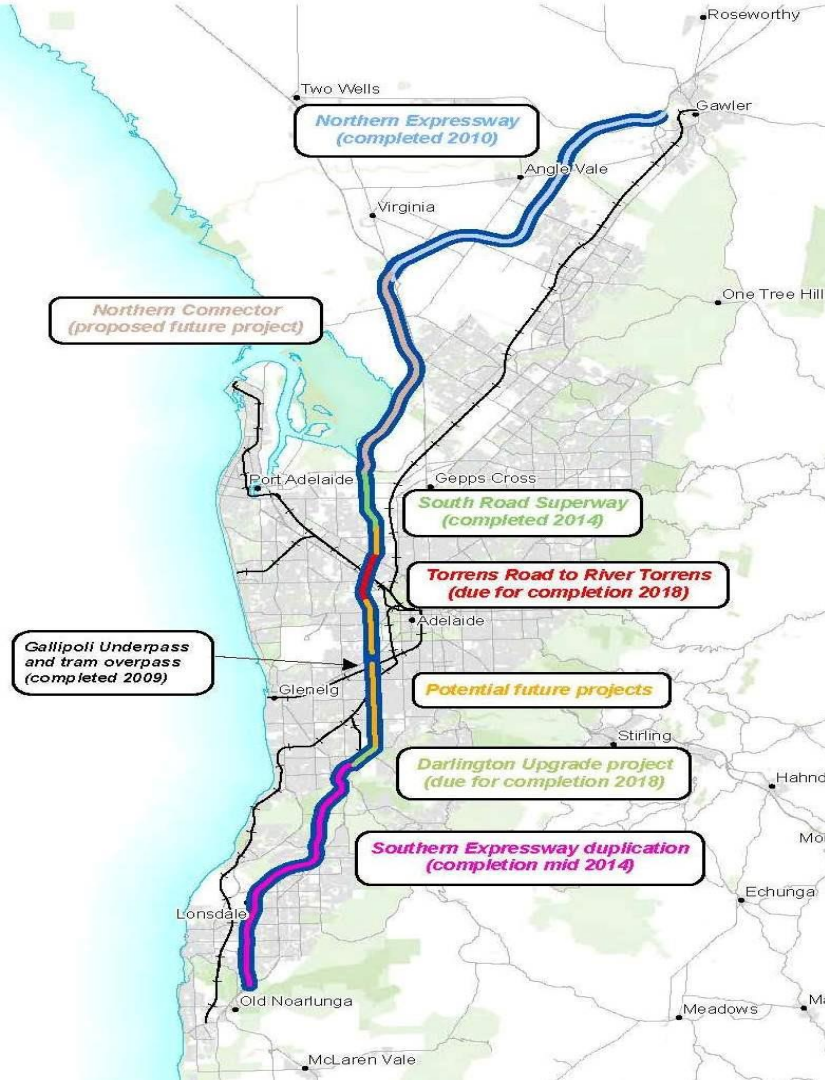 Roseworthy
Two Wells
Gawler
Northern Expressway
(completed 2010)
Angle Vale
Virginia
One Tree Hill
Northern Connector
(proposed future project)
Port Adelaide
Gepps Cross
South Road Superway
(completed 2014)
Torrens Road to River Torrens
(due for completion 2018)
Adelaide
Gallipoli Underpass
and tram overpass
(completed 2009)
Glenelg
Potential future projects
Stirling
Darlington Upgrade project
(due for completion 2018)
Hahnd
Mo
Southern Expressway duplication
(completion mid 2014)
Echunga
Lonsdale
Old Noarlunga
Meadows
Ma
McLaren Vale